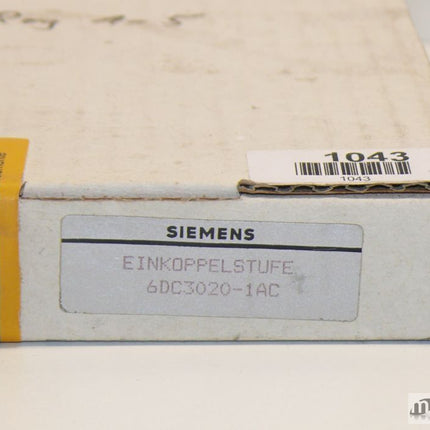 1043
1043
SIEMENS
EINKOPPELSTUFE
6DC3020-1AC